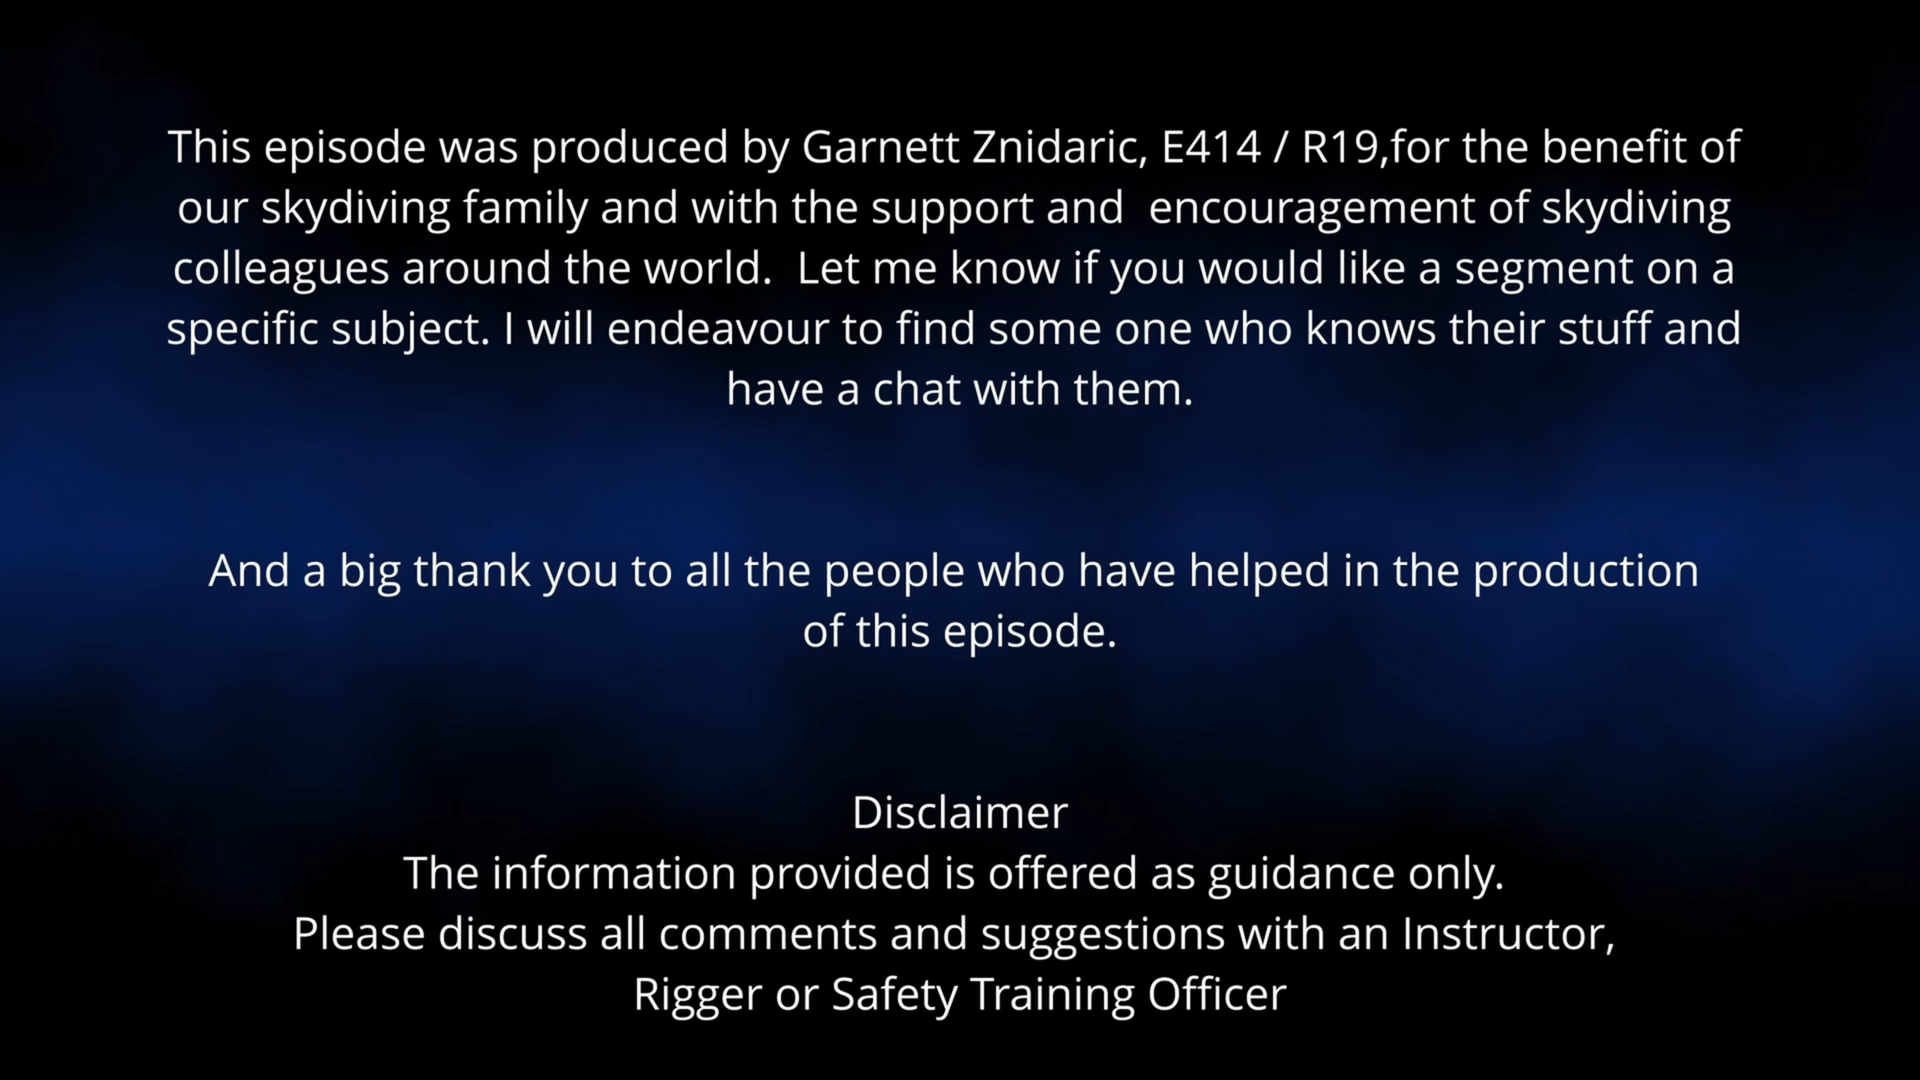 This episode was produced by Garnett Znidaric, E414 / R19,for the benefit of
our skydiving family and with the support and  encouragement of skydiving
colleagues around the world.  Let me know if you would like a segment on a
specific subject. I will endeavour to find some one who knows their stuff and
have a chat with them.
And a big thank you to all the people who have helped in the production
of this episode.
Disclaimer
The information provided is offered as guidance only.
Please discuss all comments and suggestions with an Instructor,
Rigger or Safety Training Officer